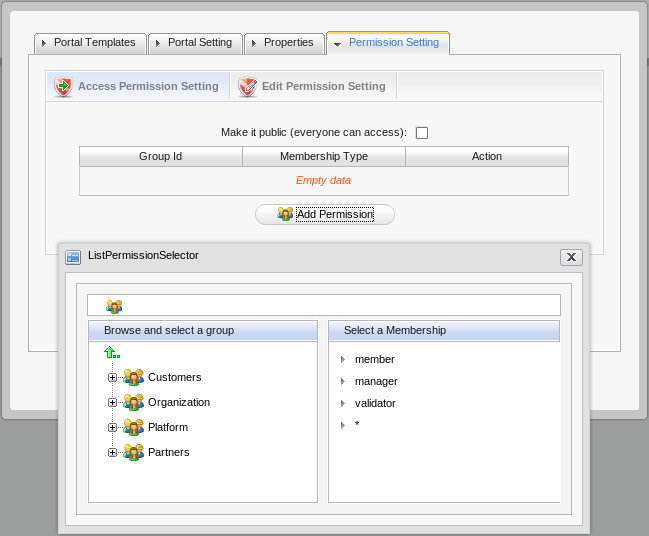 Portal Templates Portal Setting Properties Permission Setting
Access Permission Setting Edit Permission Setting
Make it public (everyone can access):
Group Id Membership Type Action
Empty data
Add Permission
ListPermissionSelector
Browse and select a group
Customers
Organization
Platform
Partners
Select a Membership
member
manager
validator
*